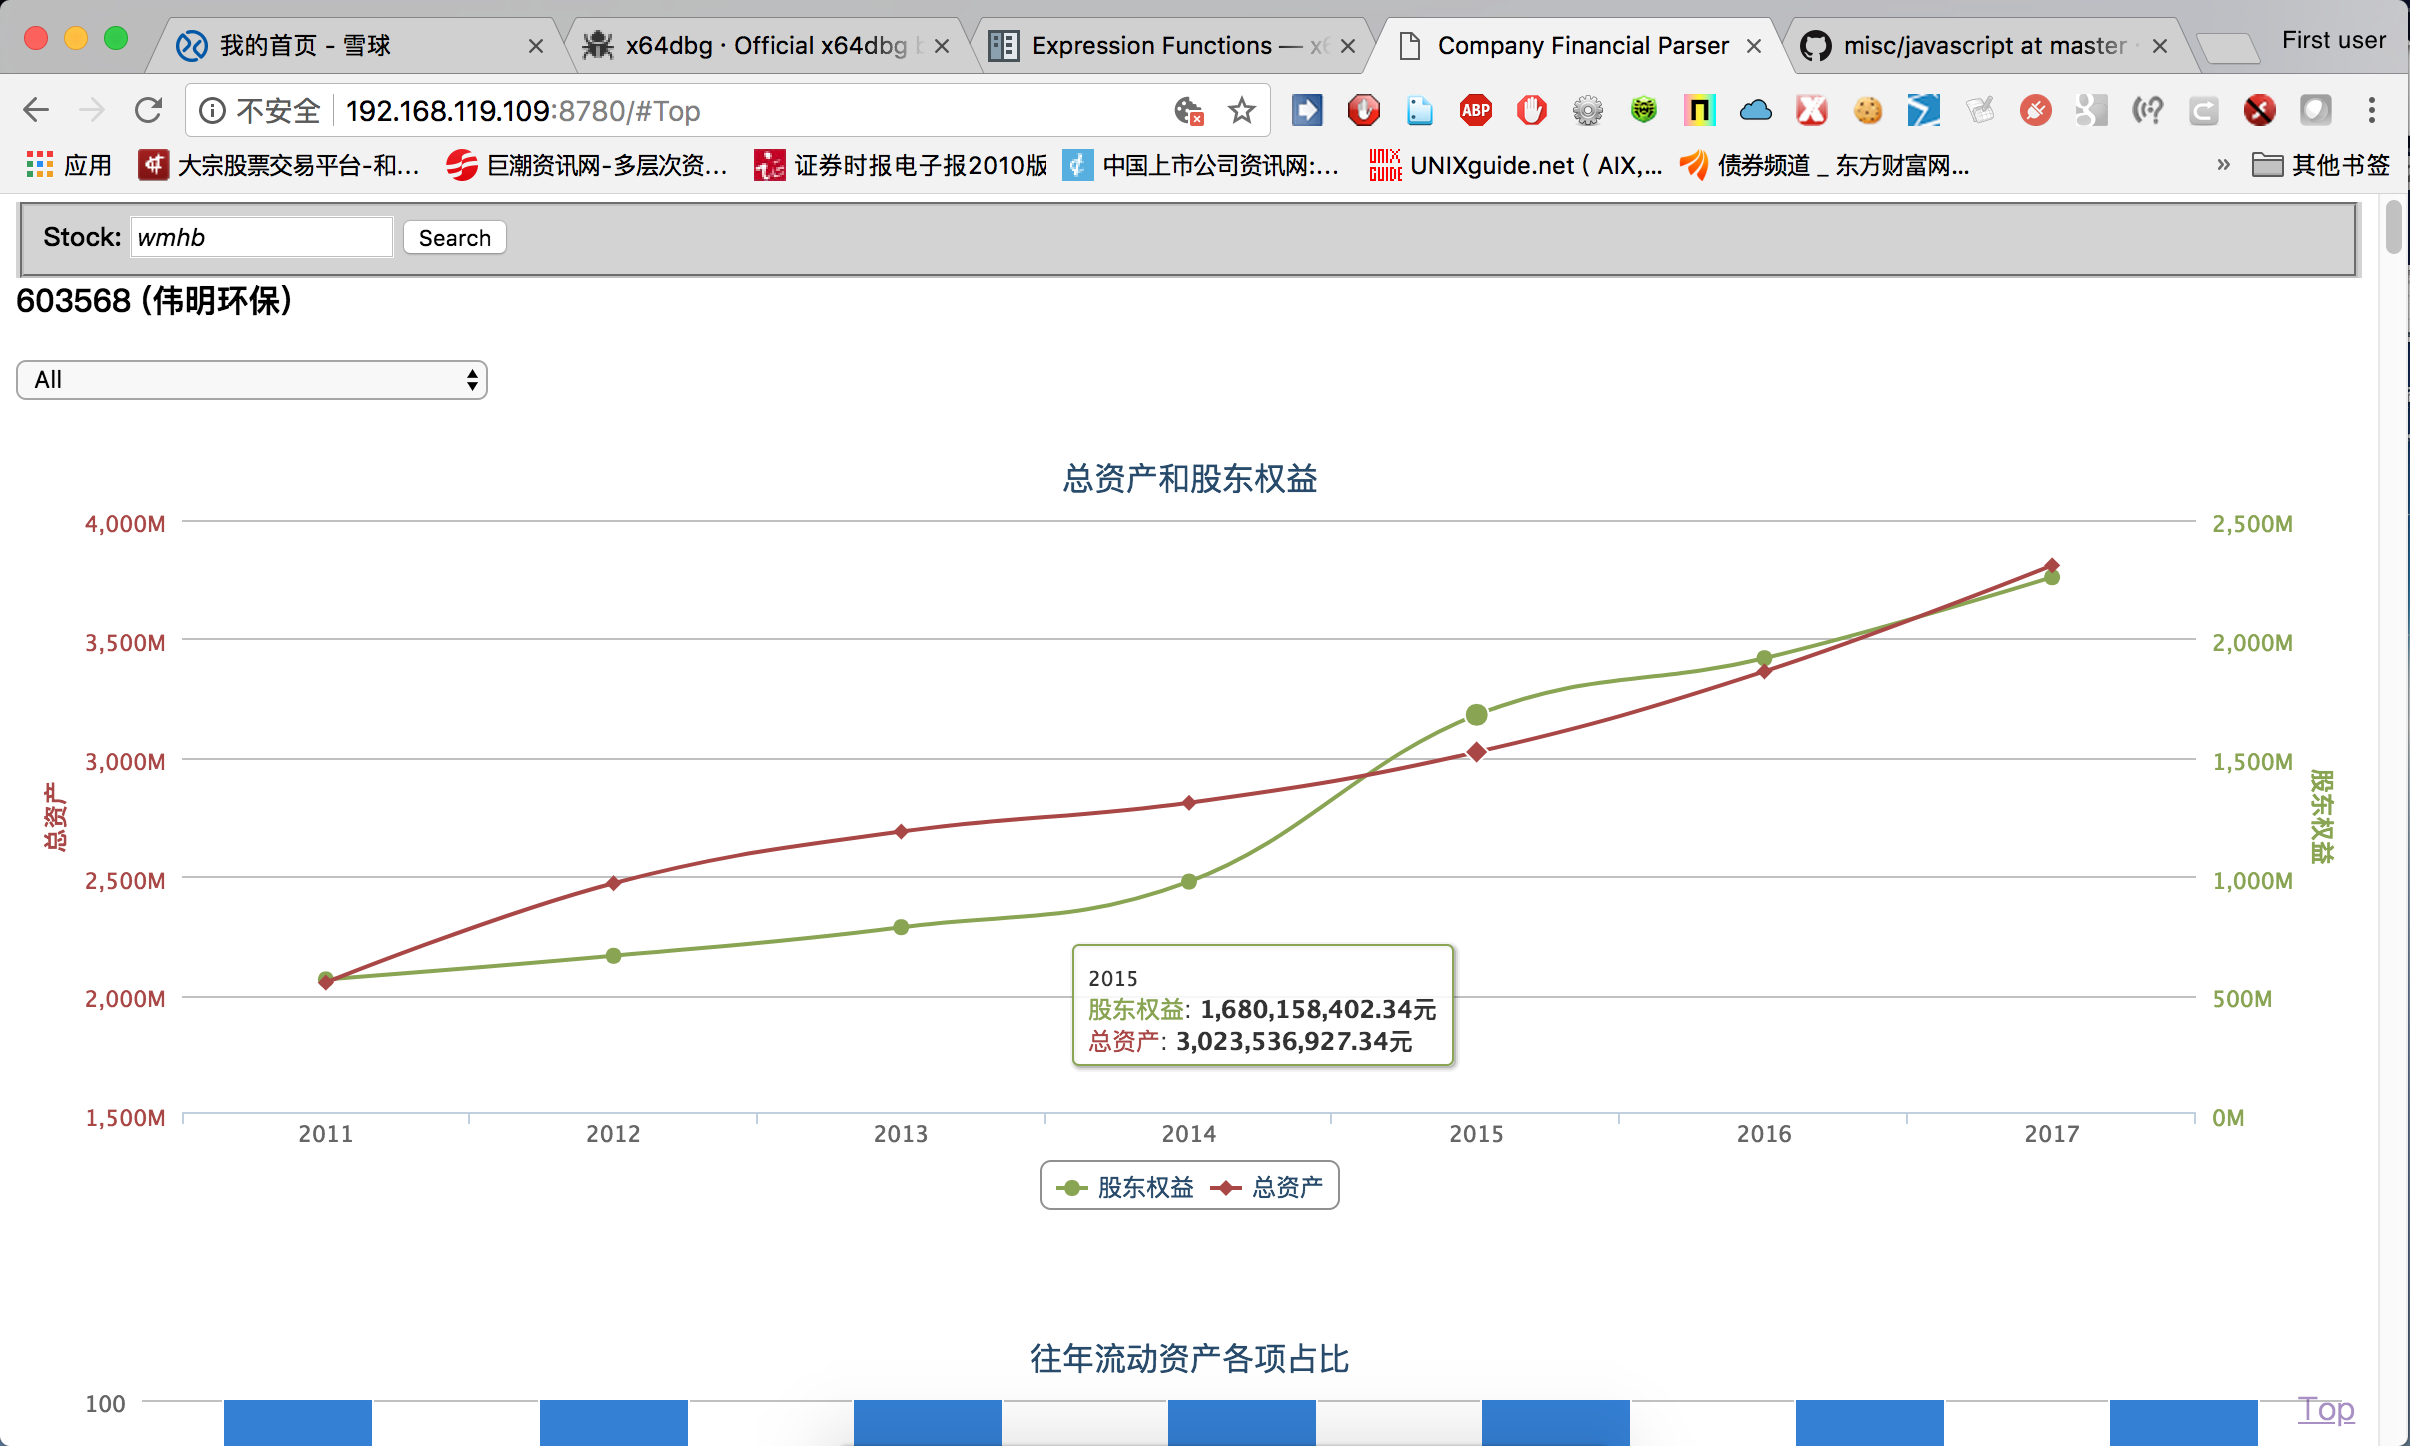 我的首页 - 雪球
x64dbg · Official x64dbg b
Expression Functions — x6
Company Financial Parser
misc/javascript at master ·
First user
不安全 192.168.119.109:8780/#Top
ABP
应用
大宗股票交易平台-和...
巨潮资讯网-多层次资...
证券时报电子报2010版
中国上市公司资讯网:...
UNIX GUIDE
UNIXguide.net ( AIX,...
债券频道 _ 东方财富网...
»
其他书签
Stock: wmhb Search
603568 (伟明环保)
All
总资产和股东权益
4,000M
3,500M
3,000M
2,500M
2,000M
1,500M
总资产
2,500M
2,000M
1,500M
1,000M
500M
0M
股东权益
2015
股东权益: 1,680,158,402.34元
总资产: 3,023,536,927.34元
2011 2012 2013 2014 2015 2016 2017
股东权益 总资产
往年流动资产各项占比
100
Top